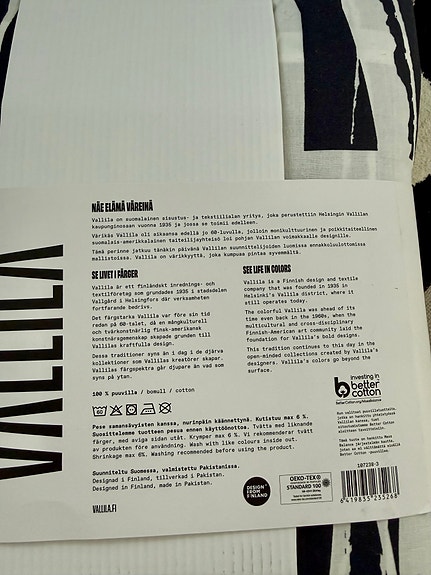 VALLILA
NÄE ELÄMÄ VÄREINÄ
Vallila on suomalainen sisustus- ja tekstiilialan yritys, joka perustettiin Helsingin Vallilan
kaupunginosaan vuonna 1935 ja jossa se toimii edelleen.
Värikäs Vallila oli aikaansa edellä jo 60-luvulla, jolloin monikulttuurinen ja poikkitaiteellinen
suomalais-amerikkalainen taiteilijayhteisö loi pohjan Vallilan voimakkaalle designille.
Tämä perinne jatkuu tänäkin päivänä Vallilan suunnittelijoiden luomissa ennakkoluulottomissa
mallistoissa. Vallila on värikkyyttä, joka kumpuaa pintaa syvemmältä.
SE LIVET I FÄRGER
Vallila är ett finländskt inrednings- och
textilföretag som grundades 1935 i stadsdelen
Vallgård i Helsingfors där verksamheten
fortfarande bedrivs.
Det färgstarka Vallila var före sin tid
redan på 60-talet, då en mångkulturell
och tvärkonstnärlig finsk-amerikansk
konstnärsgemenskap skapade grunden till
Vallilas kraftfulla design.
Dessa traditioner syns än i dag i de djärva
kollektioner som Vallilas kreatörer skapar.
Vallilas färgspektra går djupare än vad som
syns på ytan.
SEE LIFE IN COLORS
Vallila is a Finnish design and textile
company that was founded in 1935 in
Helsinki's Vallila district, where it
still operates today.
The colorful Vallila was ahead of its
time even back in the 1960s, when the
multicultural and cross-disciplinary
Finnish-American art community laid the
foundation for Vallila's bold designs.
This tradition continues to this day in the
open-minded collections created by Vallila's
designers. Vallila's colors go beyond the
surface.
100 % puuvilla / bomull / cotton
Pese samanväristen kanssa, nurinpäin käännettynä. Kutistuu max 6 %.
Suosittelemme tuotteen pesua ennen käyttöönottoa. Tvätta med liknande
färger, med aviga sidan utåt. Krymper max 6 %. Vi rekommenderar tvätt
av produkten före användning. Wash with like colours inside out.
Shrinkage max 6%. Washing recommended before using the product.
Suunniteltu Suomessa, valmistettu Pakistanissa.
Designad i Finland, tillverkad i Pakistan.
Designed in Finland, made in Pakistan.
VALLILA.FI
investing in
better
cotton
BetterCotton.org/MassBalance
DESIGN
FROM
FINLAND
OEKO-TEX®
STANDARD 100
107238-3
6 419855 255268